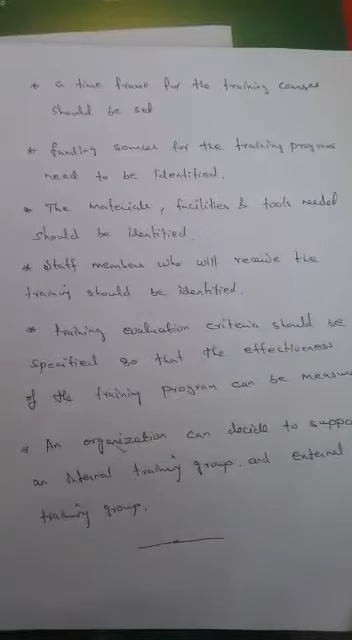 * a time frame for the training courses
should be set
* funding sources for the training program
need to be identified.
* The materials, facilities & tools needed
should be identified.
* Staff members who will receive the
training should be identified.
* training evaluation criteria should be
specified so that the effectiveness
of the training program can be measu
* An organization can decide to suppo
an internal training group. and external
training group.